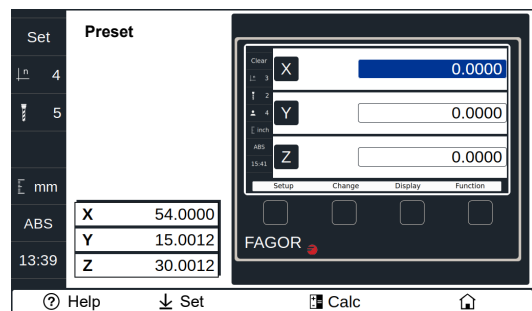 Set
Preset
n 4
5
mm
ABS
13:39
X 54.0000
Y 15.0012
Z 30.0012
Clear
3
2
4
inch
ABS
15:41
X 0.0000
Y 0.0000
Z 0.0000
Setup Change Display Function
FAGOR
? Help Set Calc